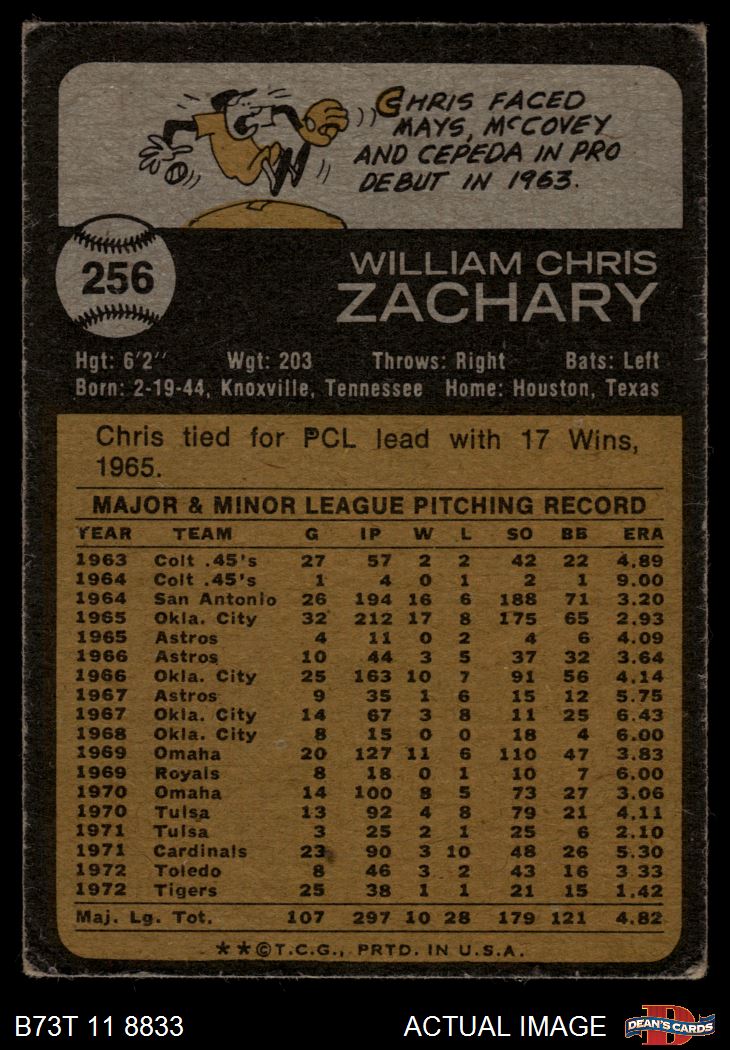 CHRIS FACED
MAYS, McCOVEY
AND CEPEDA IN PRO
DEBUT IN 1963.
256
WILLIAM CHRIS
ZACHARY
Hgt: 6'2" Wgt: 203 Throws: Right Bats: Left
Born: 2-19-44, Knoxville, Tennessee Home: Houston, Texas
Chris tied for PCL lead with 17 Wins,
1965.
MAJOR & MINOR LEAGUE PITCHING RECORD
YEAR TEAM G IP W L SO BB ERA
1963 Colt .45's 27 57 2 2 42 22 4.89
1964 Colt .45's 1 4 0 1 2 1 9.00
1964 San Antonio 26 194 16 6 188 71 3.20
1965 Okla. City 32 212 17 8 175 65 2.93
1965 Astros 4 11 0 2 4 6 4.09
1966 Astros 10 44 3 5 37 32 3.64
1966 Okla. City 25 163 10 7 91 56 4.14
1967 Astros 9 35 1 6 15 12 5.75
1967 Okla. City 14 67 3 8 11 25 6.43
1968 Okla. City 8 15 0 0 18 4 6.00
1969 Omaha 20 127 11 6 110 47 3.83
1969 Royals 8 18 0 1 10 7 6.00
1970 Omaha 14 100 8 5 73 27 3.06
1970 Tulsa 13 92 4 8 79 21 4.11
1971 Tulsa 3 25 2 1 25 6 2.10
1971 Cardinals 23 90 3 10 48 26 5.30
1972 Toledo 8 46 3 2 43 16 3.33
1972 Tigers 25 38 1 1 21 15 1.42
Maj. Lg. Tot. 107 297 10 28 179 121 4.82
**©T.C.G., PRTD. IN U.S.A.
B73T 11 8833 ACTUAL IMAGE
D
DEAN'S CARDS